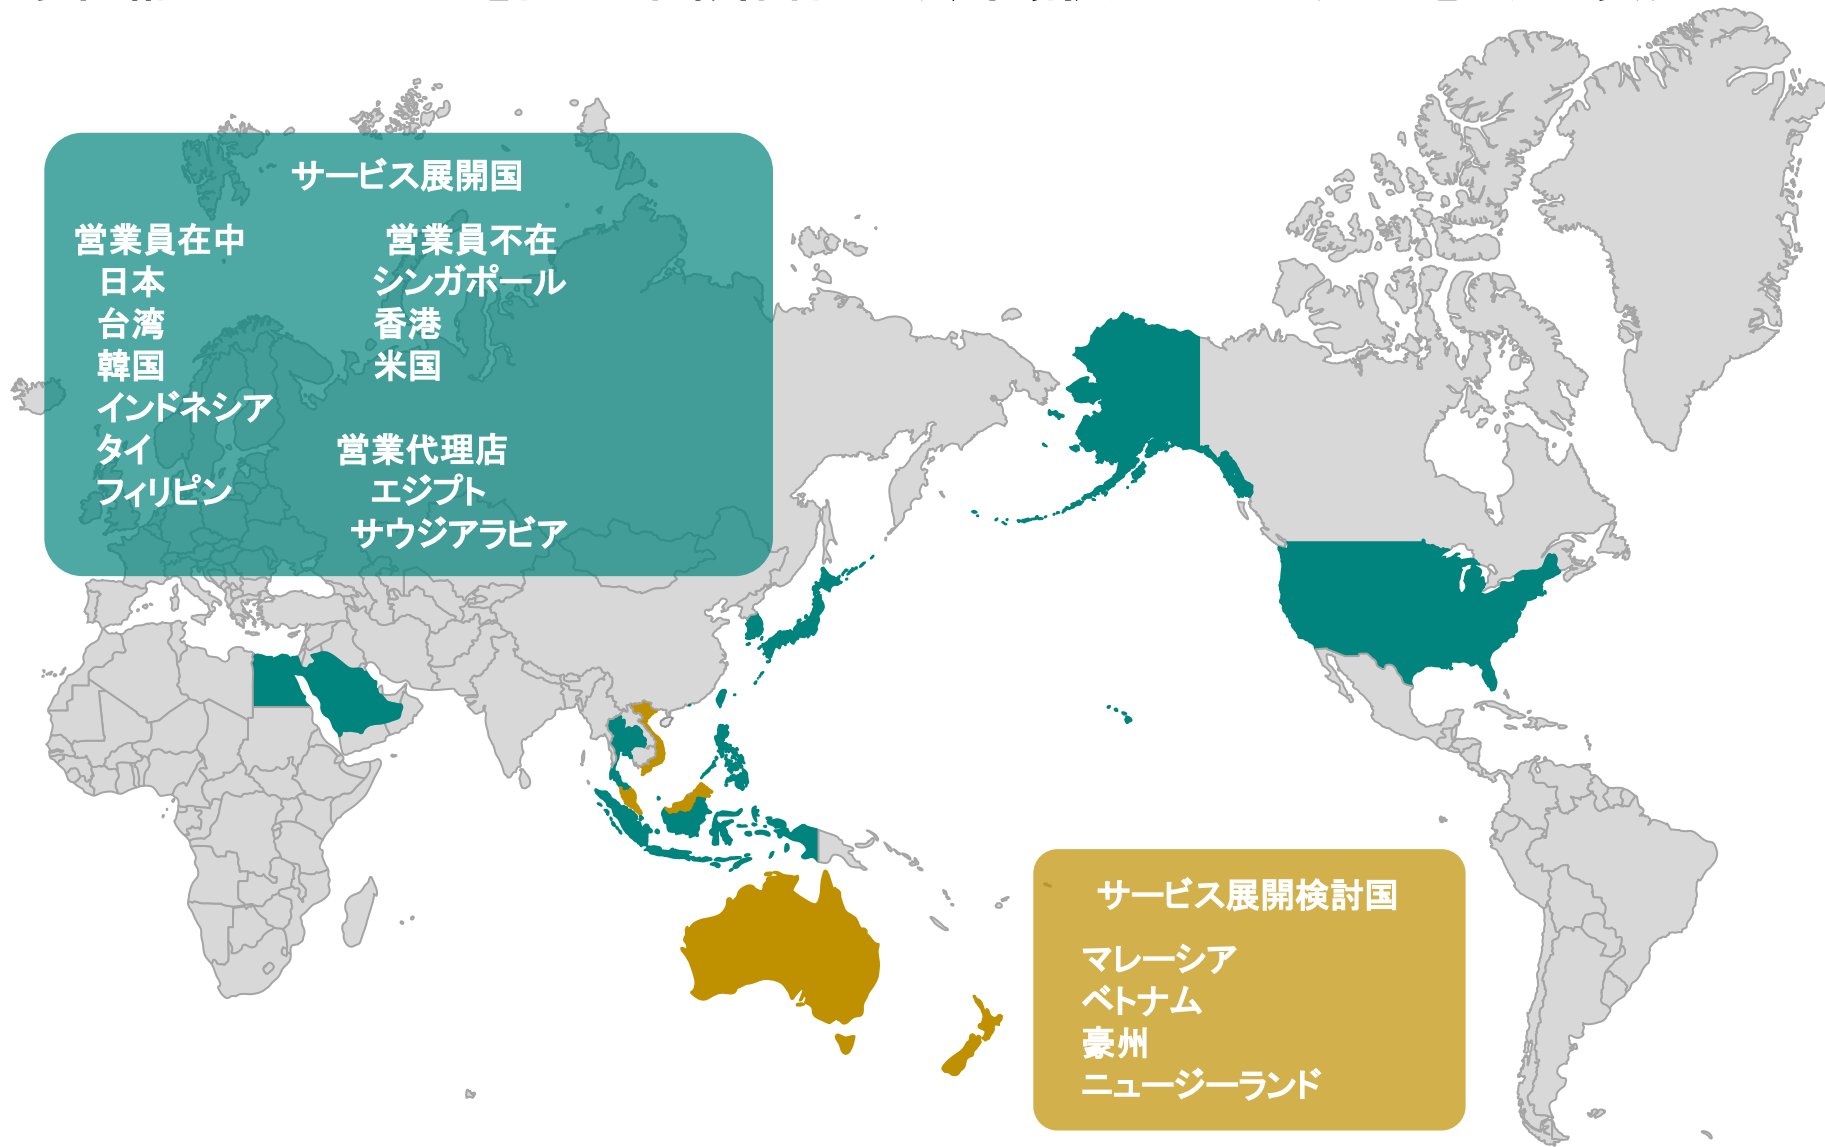 サービス展開国
営業員在中
日本
台湾
韓国
インドネシア
タイ
フィリピン
営業員不在
シンガポール
香港
米国
営業代理店
エジプト
サウジアラビア
サービス展開検討国
マレーシア
ベトナム
豪州
ニュージーランド